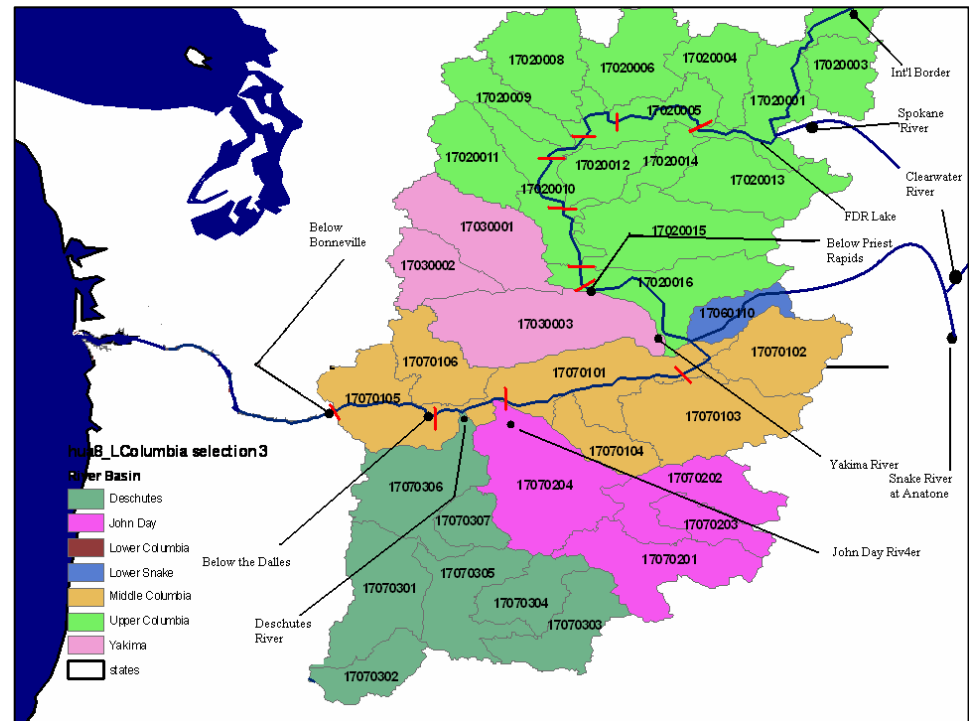 17020008
17020006
17020004
17020003
Int'l Border
17020009
17020005
17020001
Spokane
River
17020011
17020012
17020014
17020013
Clearwater
River
17020010
FDR Lake
Below
Bonneville
17030001
17020015
Below Priest
Rapids
17030002
17020016
17030003
17060110
17070106
17070101
17070102
17070105
17070103
17070104
_LColumbia selection 3
River Basin
Deschutes
John Day
Lower Columbia
Lower Snake
Middle Columbia
Upper Columbia
Yakima
states
17070306
17070204
17070202
Yakima River
Snake River
at Anatone
17070307
17070203
Below the Dalles
17070201
John Day Riv4er
17070305
17070301
17070304
Deschutes
River
17070303
17070302